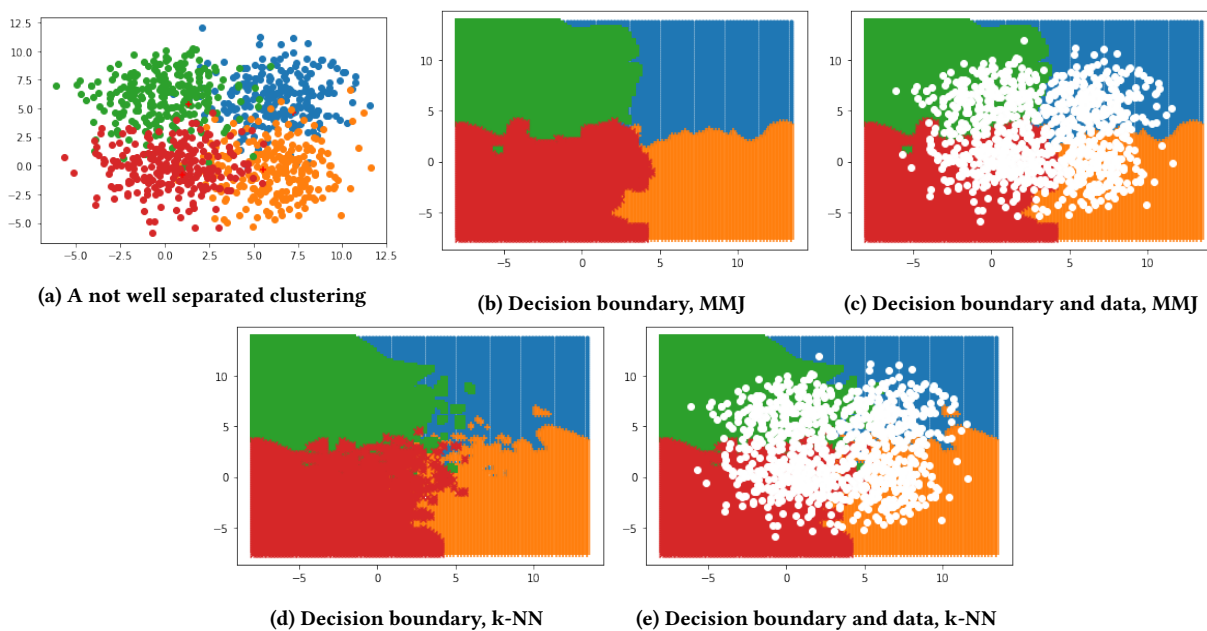 12.5
10.0
7.5
5.0
2.5
0.0
−2.5
−5.0
−5.0 −2.5 0.0 2.5 5.0 7.5 10.0 12.5
(a) A not well separated clustering
10
5
0
−5
−5 0 5 10
(b) Decision boundary, MMJ
10
5
0
−5
−5 0 5 10
(c) Decision boundary and data, MMJ
10
5
0
−5
−5 0 5 10
(d) Decision boundary, k-NN
10
5
0
−5
−5 0 5 10
(e) Decision boundary and data, k-NN